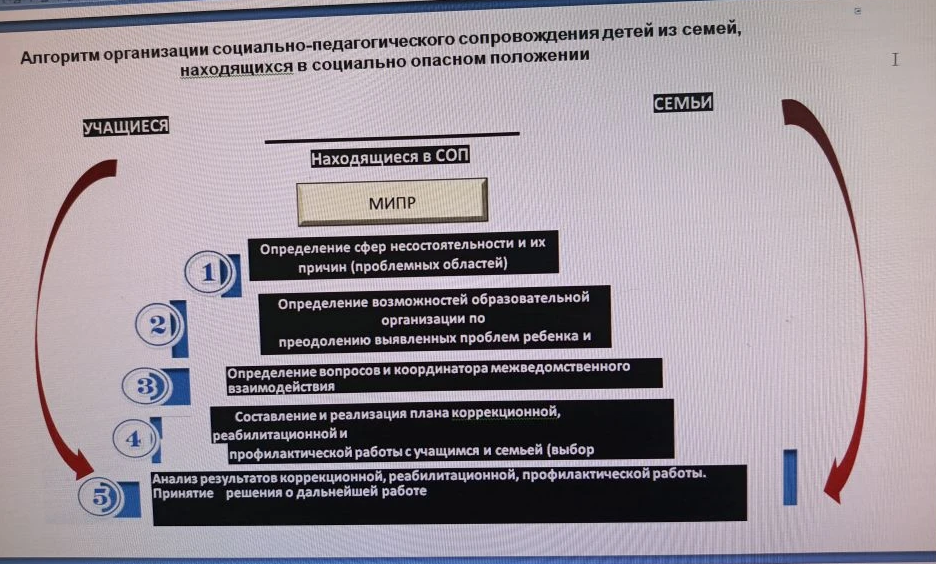 Алгоритм организации социально-педагогического сопровождения детей из семей,
находящихся в социально опасном положении
УЧАЩИЕСЯ
СЕМЬИ
Находящиеся в СОП
МИПР
1
Определение сфер несостоятельности и их
причин (проблемных областей)
2
Определение возможностей образовательной
организации по
преодолению выявленных проблем ребенка и
3
Определение вопросов и координатора межведомственного
взаимодействия
4
Составление и реализация плана коррекционной,
реабилитационной и
профилактической работы с учащимся и семьей (выбор
5
Анализ результатов коррекционной, реабилитационной, профилактической работы.
Принятие решения о дальнейшей работе